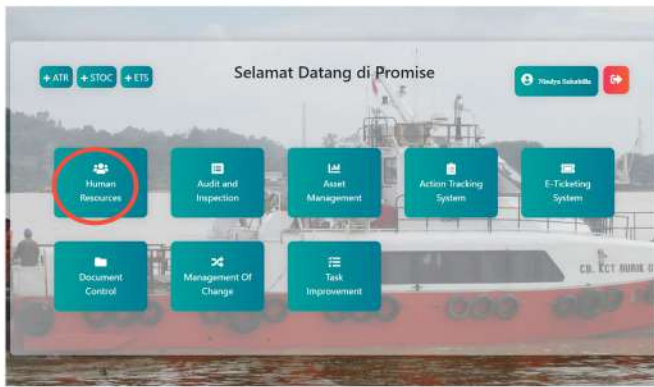 + ATR + STOC + ETS
Selamat Datang di Promise
Human
Resources
Audit and
Inspection
Asset
Management
Action Tracking
System
E-Ticketing
System
Document
Control
Management Of
Change
Task
Improvement